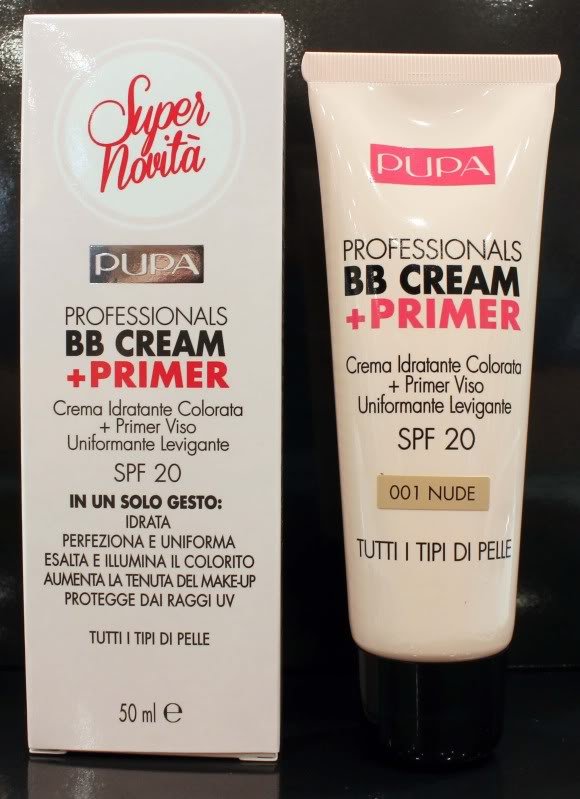 Super
Novità
PUPA
PROFESSIONALS
BB CREAM
+PRIMER
Crema Idratante Colorata
+ Primer Viso
Uniformante Levigante
SPF 20
IN UN SOLO GESTO:
IDRATA
PERFEZIONA E UNIFORMA
ESALTA E ILLUMINA IL COLORITO
AUMENTA LA TENUTA DEL MAKE-UP
PROTEGGE DAI RAGGI UV
TUTTI I TIPI DI PELLE
50 ml ℮
PUPA
PROFESSIONALS
BB CREAM
+PRIMER
Crema Idratante Colorata
+ Primer Viso
Uniformante Levigante
SPF 20
001 NUDE
TUTTI I TIPI DI PELLE